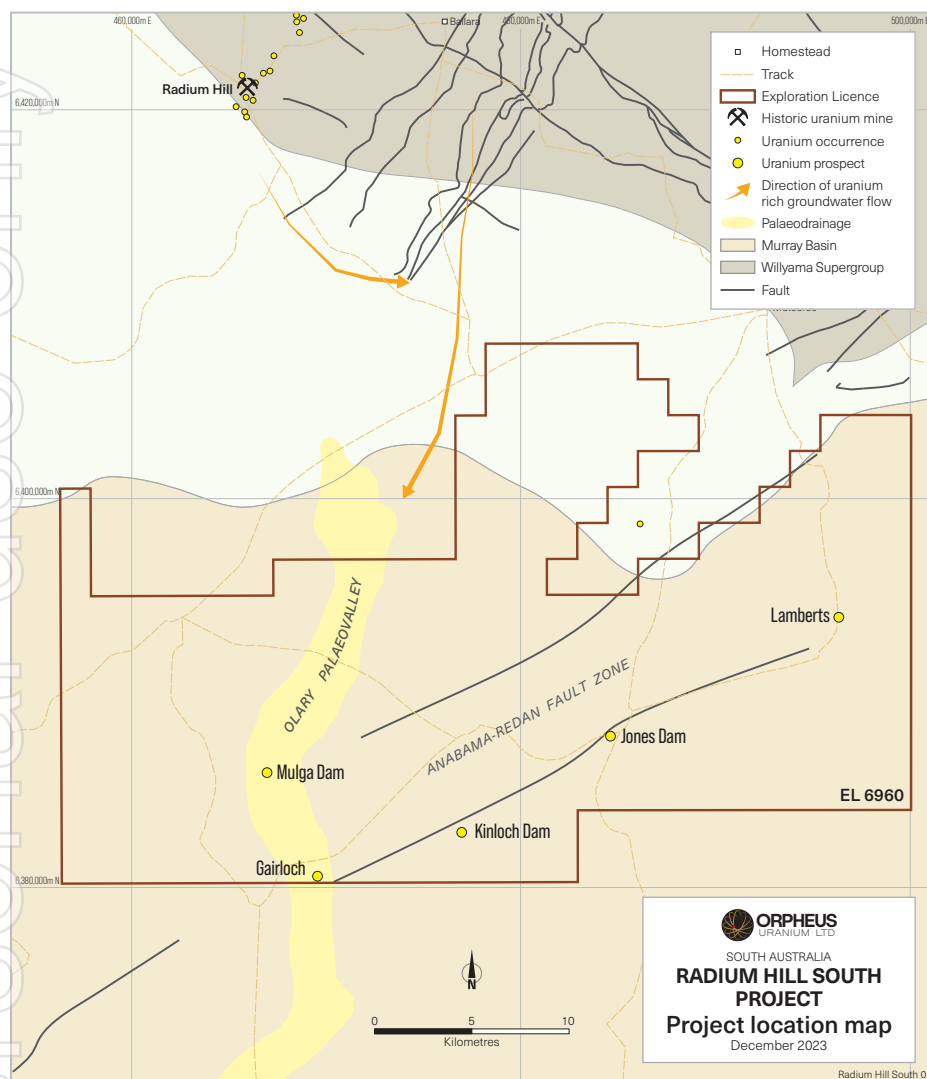 460,000m E
Ballara
480,000m E
500,000m E
Radium Hill
6,420,000m N
Homestead
Track
Exploration Licence
Historic uranium mine
Uranium occurrence
Uranium prospect
Direction of uranium
rich groundwater flow
Palaeodrainage
Murray Basin
Willyama Supergroup
Fault
6,400,000m N
OLARY PALAEOVALLEY
Lamberts
ANABAMA-REDAN FAULT ZONE
Jones Dam
Mulga Dam
EL 6960
Kinloch Dam
Gairloch
6,380,000m N
N
0 5 10
Kilometres
ORPHEUS
URANIUM LTD
SOUTH AUSTRALIA
RADIUM HILL SOUTH
PROJECT
Project location map
December 2023
Radium Hill South 0